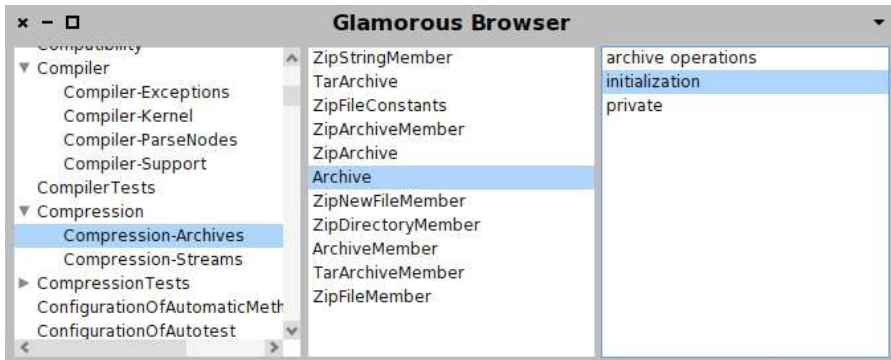 Glamorous Browser
Computibility
Compiler
Compiler-Exceptions
Compiler-Kernel
Compiler-ParseNodes
Compiler-Support
CompilerTests
Compression
Compression-Archives
Compression-Streams
CompressionTests
ConfigurationOfAutomaticMeth
ConfigurationOfAutotest
ZipStringMember
TarArchive
ZipFileConstants
ZipArchiveMember
ZipArchive
Archive
ZipNewFileMember
ZipDirectoryMember
ArchiveMember
TarArchiveMember
ZipFileMember
archive operations
initialization
private